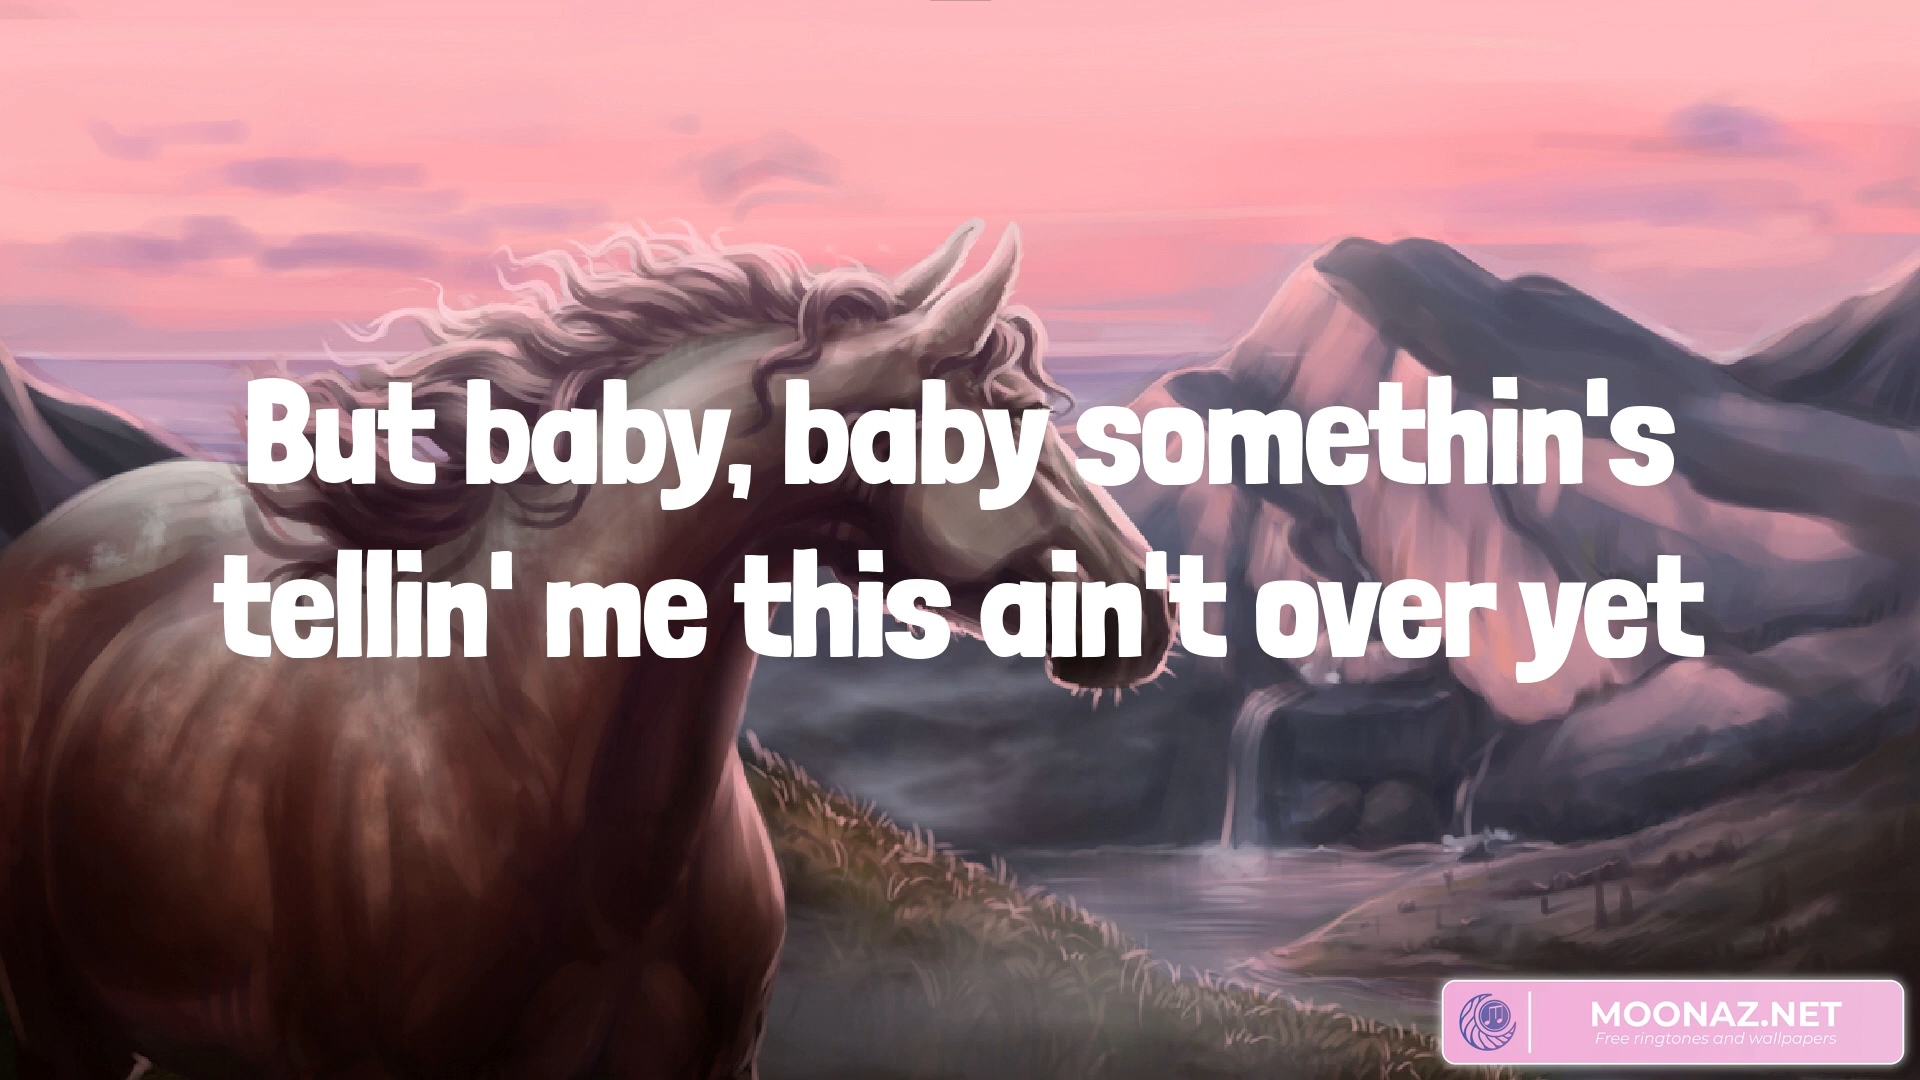 But baby, baby somethin's
tellin' me this ain't over yet
MOONAZ.NET
Free ringtones and wallpapers